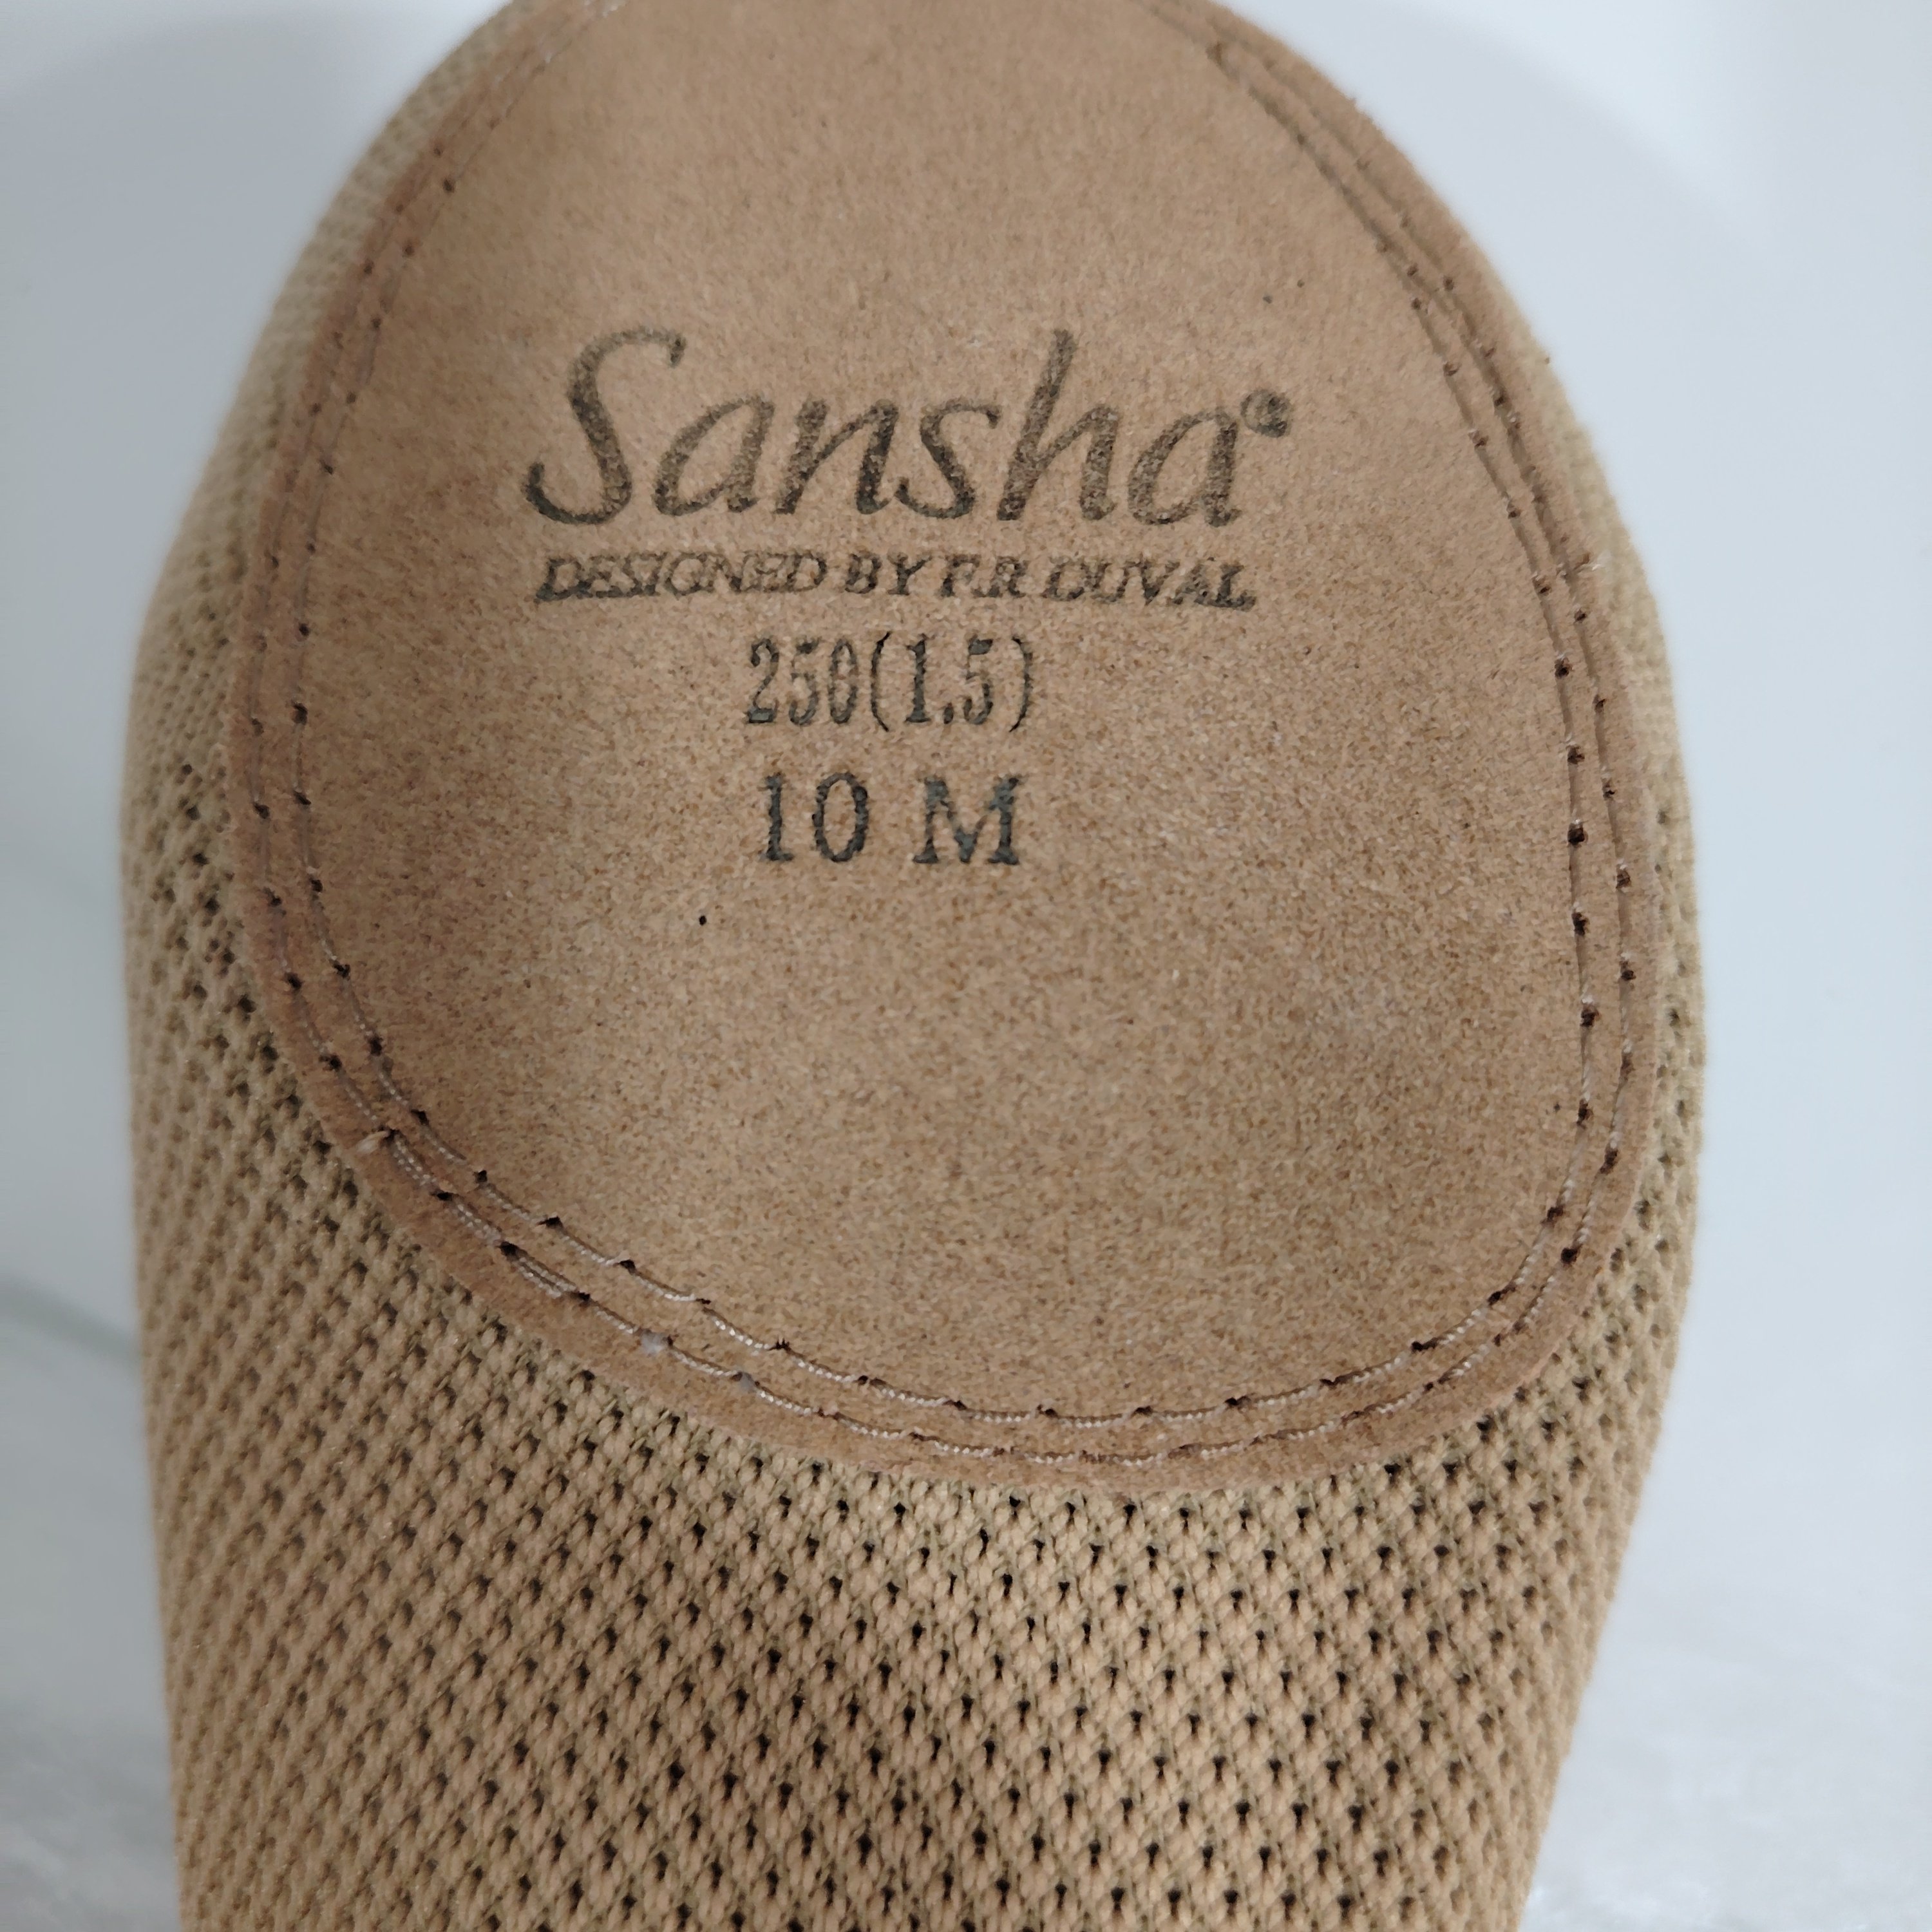 Sansha®
DESIGNED BY F.R DUVAL
250(1.5)
10 M